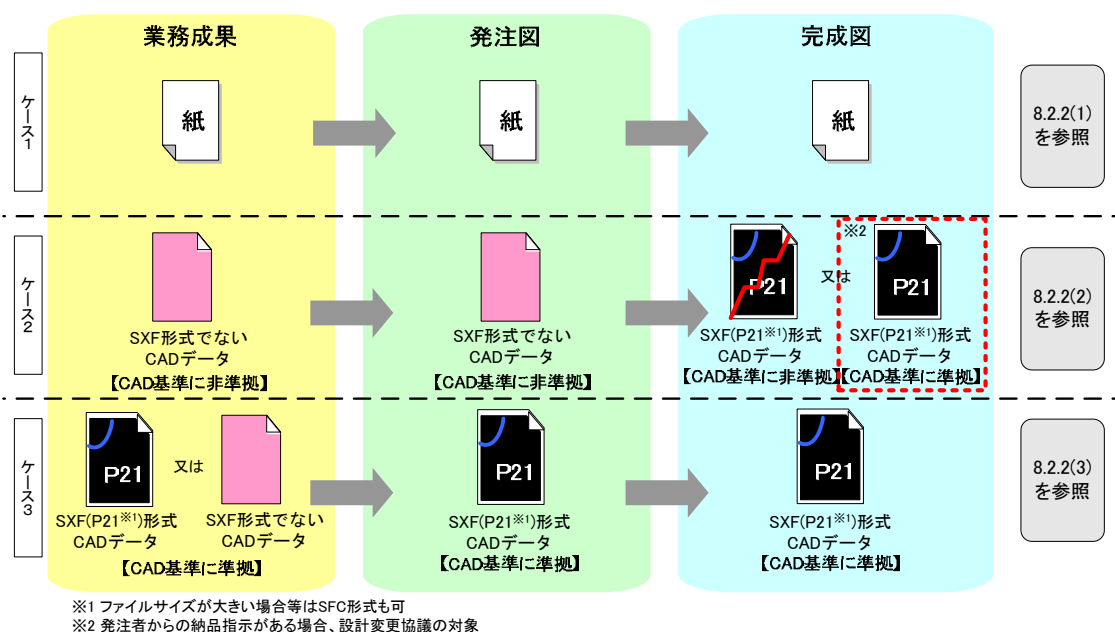 業務成果
発注図
完成図
ケース1
紙
紙
紙
8.2.2(1)
を参照
ケース2
SXF形式でない
CADデータ
【CAD基準に非準拠】
SXF形式でない
CADデータ
【CAD基準に非準拠】
P21
SXF(P21※1)形式
CADデータ
【CAD基準に非準拠】
又は
※2
P21
SXF(P21※1)形式
CADデータ
【CAD基準に準拠】
8.2.2(2)
を参照
ケース3
P21
SXF(P21※1)形式
CADデータ
又は
SXF形式でない
CADデータ
【CAD基準に準拠】
P21
SXF(P21※1)形式
CADデータ
【CAD基準に準拠】
P21
SXF(P21※1)形式
CADデータ
【CAD基準に準拠】
8.2.2(3)
を参照
※1 ファイルサイズが大きい場合等はSFC形式も可
※2 発注者からの納品指示がある場合、設計変更協議の対象